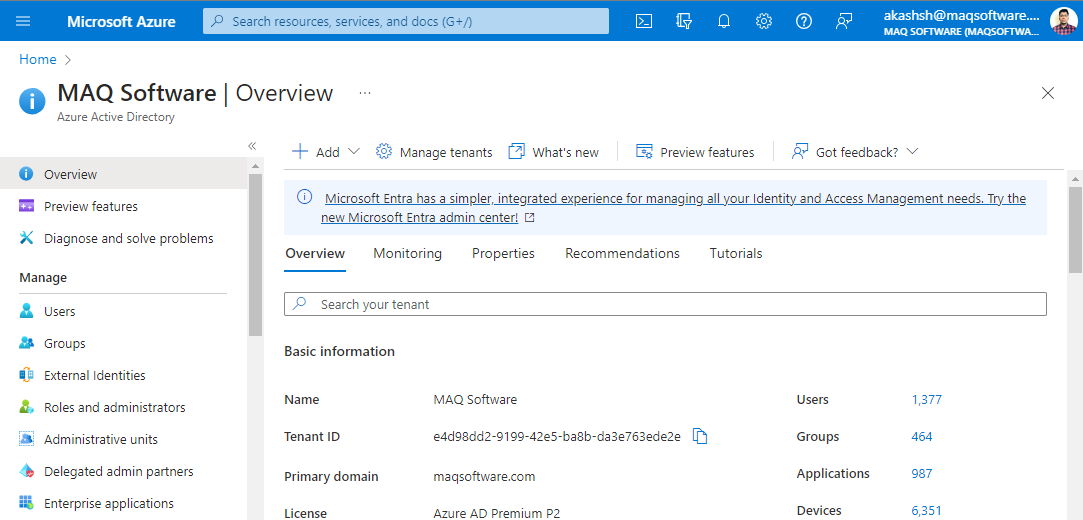 Microsoft Azure
Search resources, services, and docs (G+/)
akashsh@maqsoftware....
MAQ SOFTWARE (MAQSOFTWA...
Home
MAQ Software | Overview
...
Azure Active Directory
Overview
Preview features
Diagnose and solve problems
Manage
Users
Groups
External Identities
Roles and administrators
Administrative units
Delegated admin partners
Enterprise applications
Add
Manage tenants
What's new
Preview features
Got feedback?
Microsoft Entra has a simpler, integrated experience for managing all your Identity and Access Management needs. Try the
new Microsoft Entra admin center!
Overview Monitoring Properties Recommendations Tutorials
Search your tenant
Basic information
Name MAQ Software Users 1,377
Tenant ID e4d98dd2-9199-42e5-ba8b-da3e763ede2e Groups 464
Primary domain maqsoftware.com Applications 987
License Azure AD Premium P2 Devices 6,351